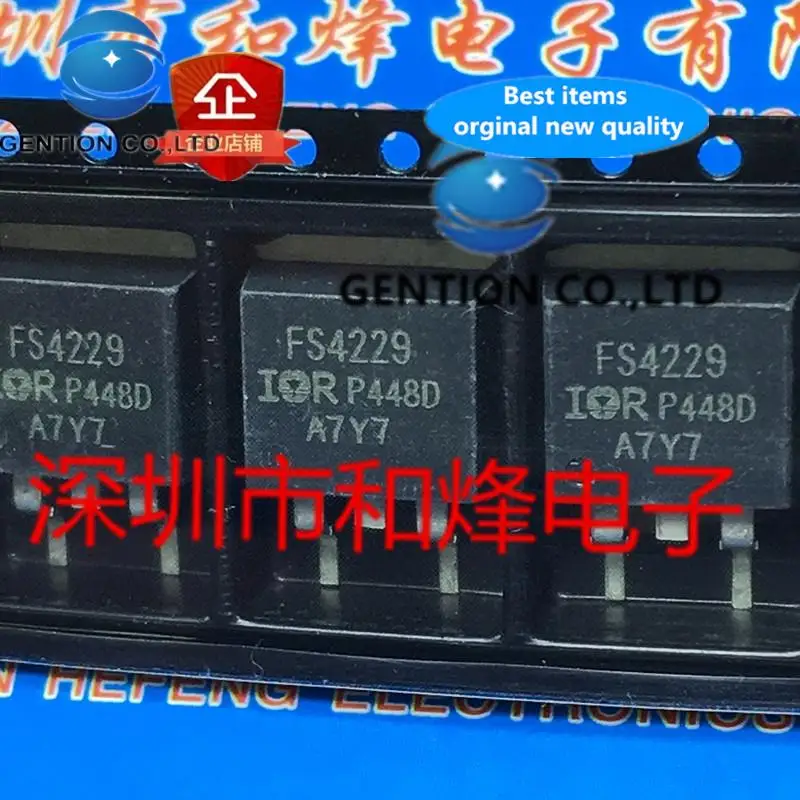 圳市和烽电子有限
企
企业店铺
GENTION CO.,LTD
Best items
orginal new quality
GENTION CO.,LTD
FS4229
IOR P448D
A7Y7
FS4229
IOR P448D
A7Y7
FS4229
IOR P448D
A7Y7
深圳市和烽电子
N HEFENG ELECTRONICS